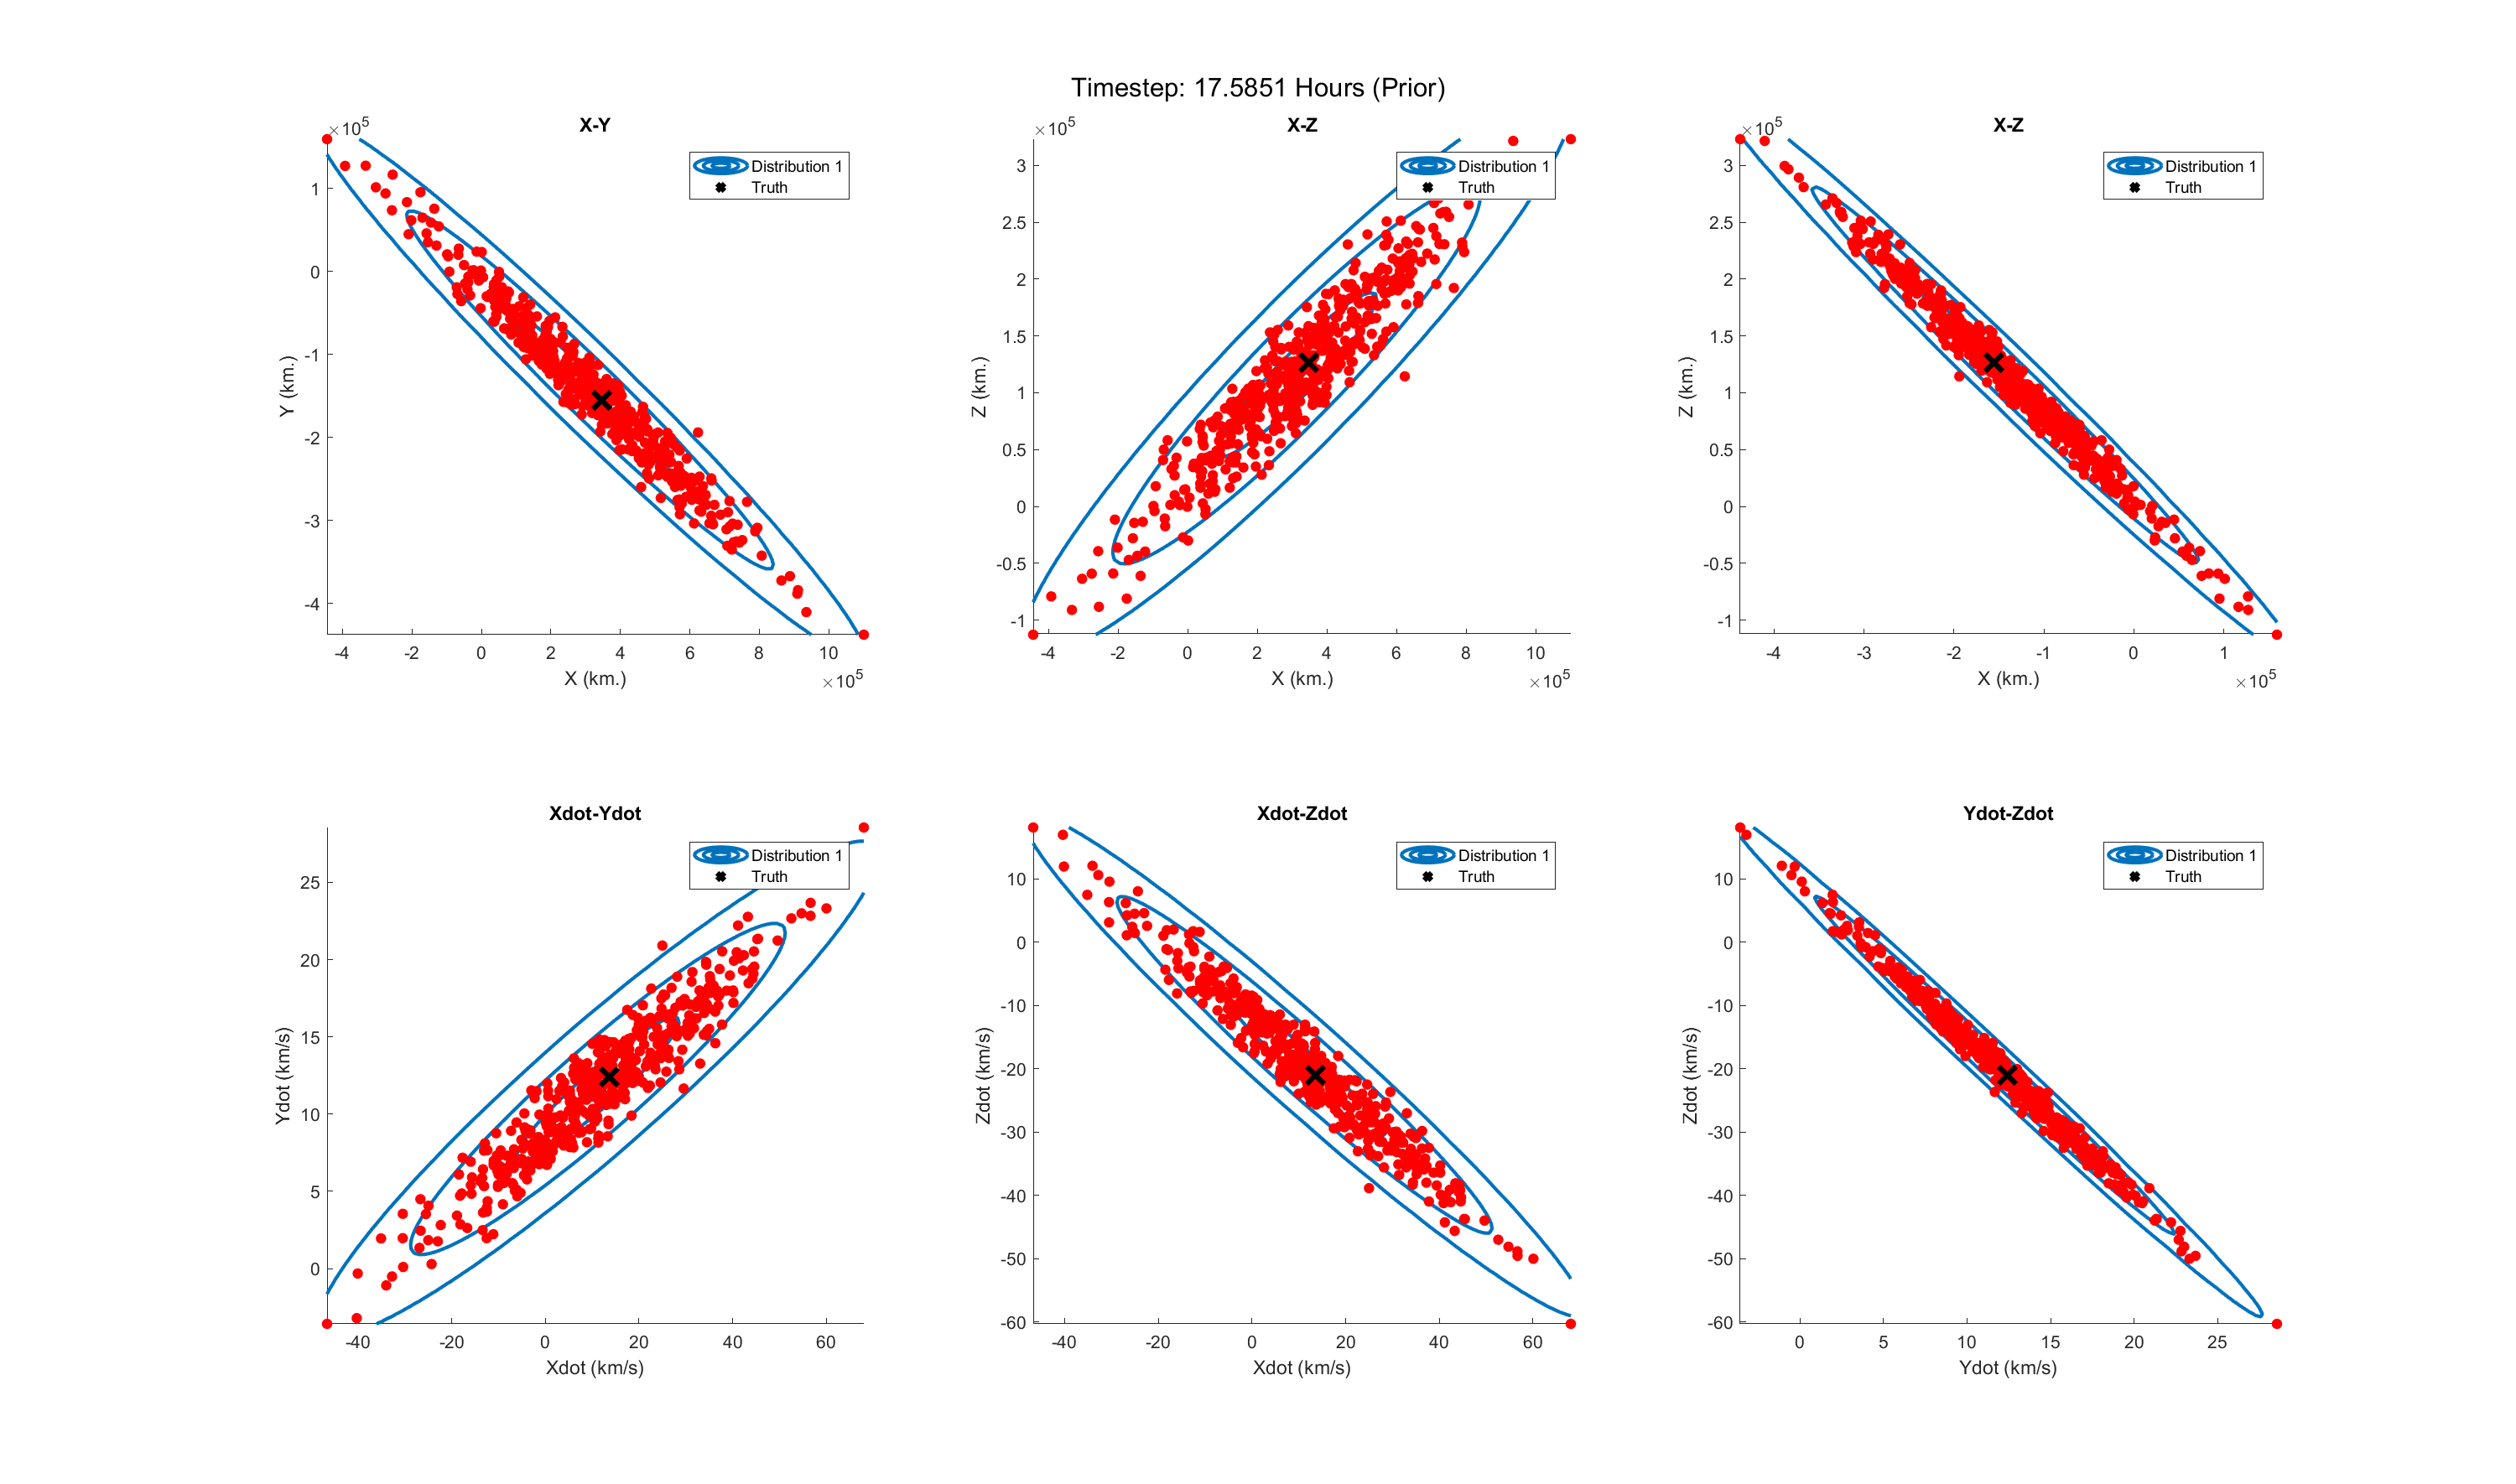 Timestep: 17.5851 Hours (Prior)
X-Y
×10^5
Distribution 1
Truth
1
0
-1
-2
-3
-4
Y (km.)
-4 -2 0 2 4 6 8 10
X (km.)
×10^5
X-Z
×10^5
Distribution 1
Truth
3
2.5
2
1.5
1
0.5
0
-0.5
-1
Z (km.)
-4 -2 0 2 4 6 8 10
X (km.)
×10^5
X-Z
×10^5
Distribution 1
Truth
3
2.5
2
1.5
1
0.5
0
-0.5
-1
Z (km.)
-4 -3 -2 -1 0 1
X (km.)
×10^5
Xdot-Ydot
Distribution 1
Truth
25
20
15
10
5
0
Ydot (km/s)
-40 -20 0 20 40 60
Xdot (km/s)
Xdot-Zdot
Distribution 1
Truth
10
0
-10
-20
-30
-40
-50
-60
Zdot (km/s)
-40 -20 0 20 40 60
Xdot (km/s)
Ydot-Zdot
Distribution 1
Truth
10
0
-10
-20
-30
-40
-50
-60
Zdot (km/s)
0 5 10 15 20 25
Ydot (km/s)